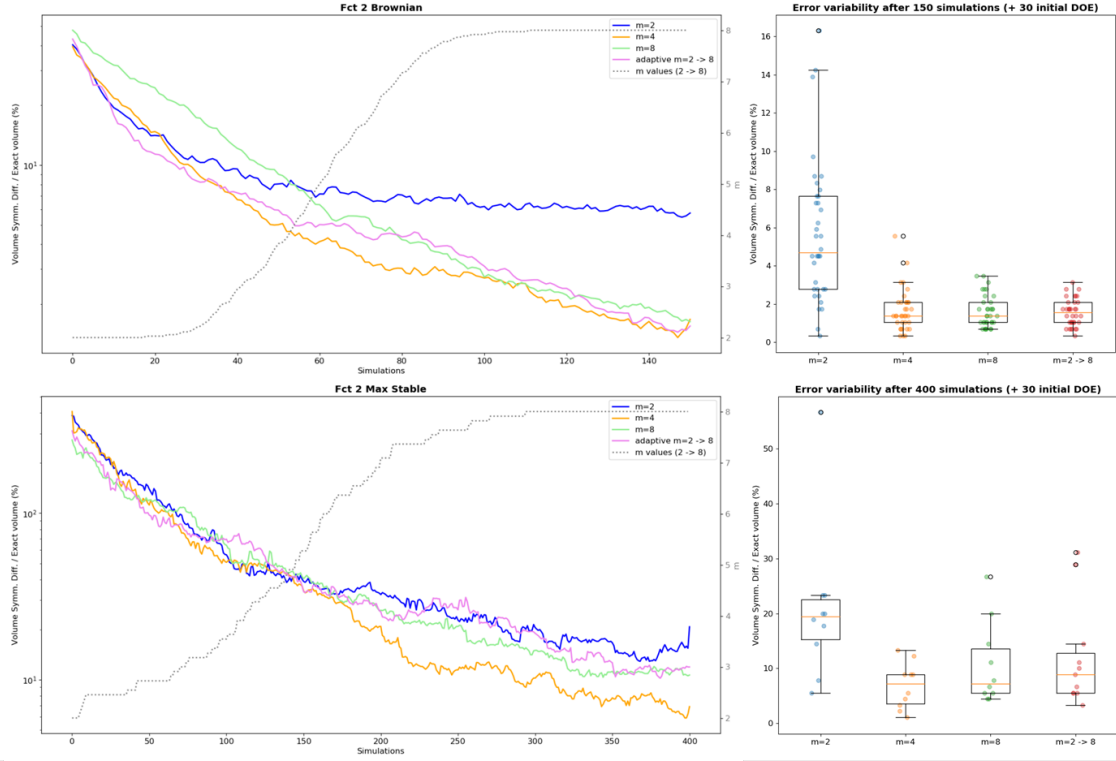 Fct 2 Brownian
Volume Symm. Diff. / Exact volume (%)
10¹
m=2
m=4
m=8
adaptive m=2 -> 8
m values (2 -> 8)
8
7
6
5
4
3
2
m
0 20 40 60 80 100 120 140
Simulations
Error variability after 150 simulations (+ 30 initial DOE)
Volume Symm. Diff. / Exact volume (%)
16
14
12
10
8
6
4
2
0
m=2 m=4 m=8 m=2 -> 8
Fct 2 Max Stable
Volume Symm. Diff. / Exact volume (%)
10²
10¹
m=2
m=4
m=8
adaptive m=2 -> 8
m values (2 -> 8)
8
7
6
5
4
3
2
m
0 50 100 150 200 250 300 350 400
Simulations
Error variability after 400 simulations (+ 30 initial DOE)
Volume Symm. Diff. / Exact volume (%)
50
40
30
20
10
0
m=2 m=4 m=8 m=2 -> 8